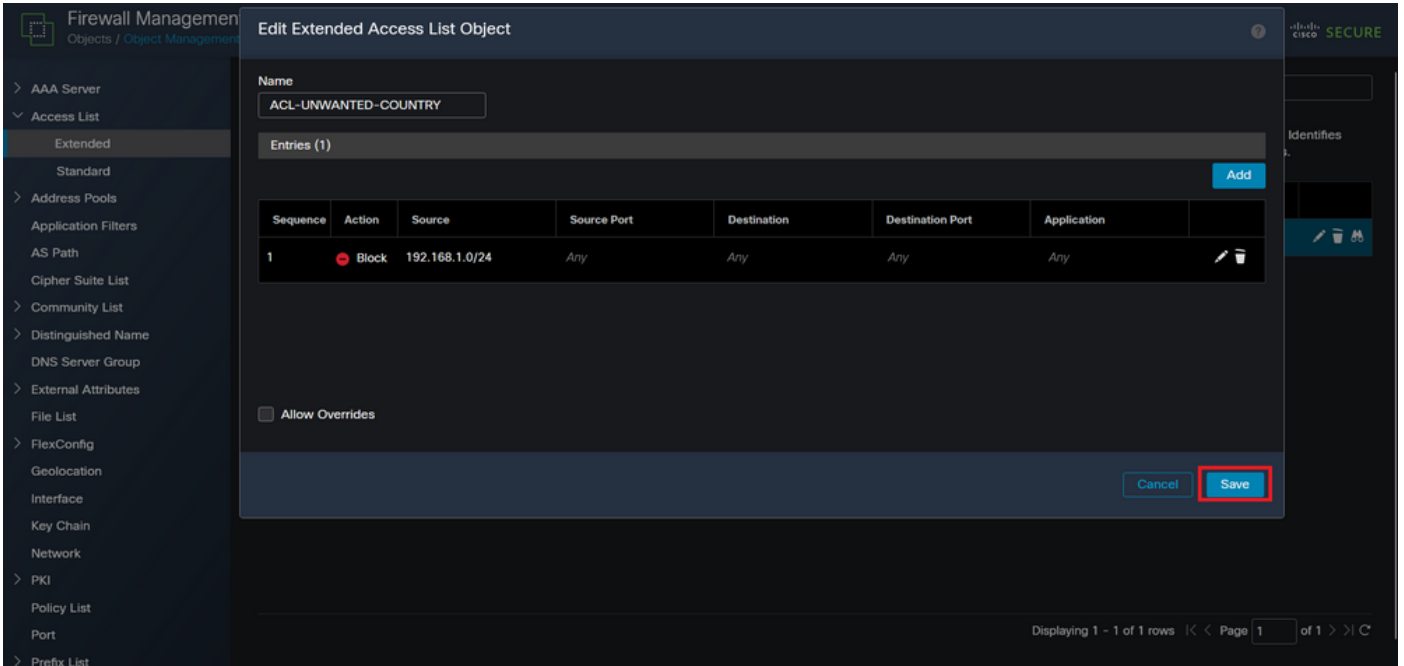 Firewall Managemen
Objects / Object Management
cisco SECURE
AAA Server
Access List
Extended
Standard
Address Pools
Application Filters
AS Path
Cipher Suite List
Community List
Distinguished Name
DNS Server Group
External Attributes
File List
FlexConfig
Geolocation
Interface
Key Chain
Network
PKI
Policy List
Port
Prefix List
Edit Extended Access List Object
Name
ACL-UNWANTED-COUNTRY
Entries (1)
Add
Sequence Action Source Source Port Destination Destination Port Application
1 Block 192.168.1.0/24 Any Any Any Any
Allow Overrides
Cancel Save
Identifies
Displaying 1 - 1 of 1 rows |< < Page 1 of 1 > >|